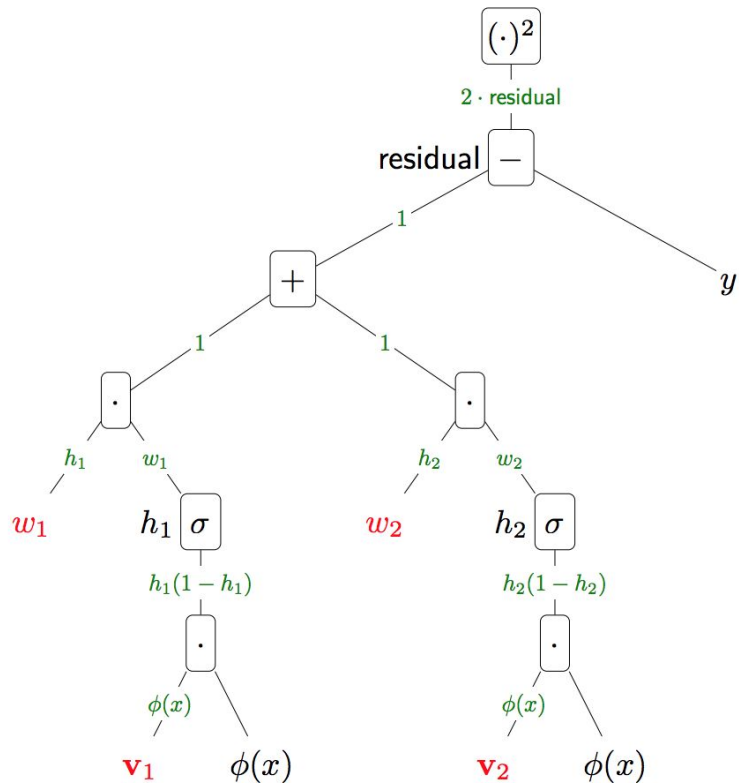 (·)²
2 · residual
residual −
1
+
y
1 1
· ·
h₁ w₁ h₂ w₂
w₁ h₁ σ w₂ h₂ σ
h₁(1 − h₁) h₂(1 − h₂)
· ·
ϕ(x) ϕ(x)
v₁ ϕ(x) v₂ ϕ(x)